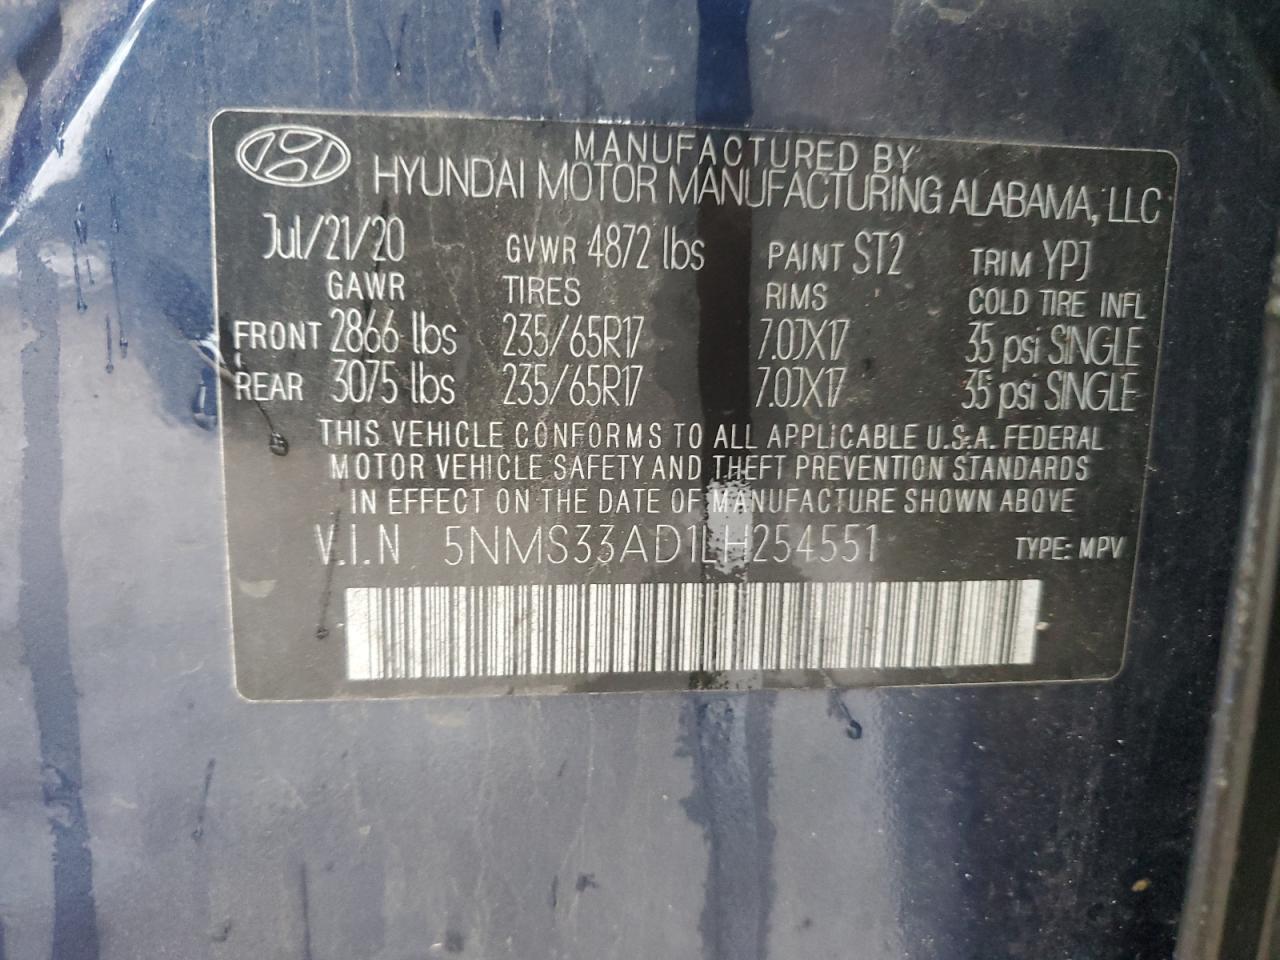 MANUFACTURED BY
HYUNDAI MOTOR MANUFACTURING ALABAMA, LLC
Jul/21/20 GVWR 4872 lbs PAINT ST2 TRIM YPJ
GAWR TIRES RIMS COLD TIRE INFL
FRONT 2866 lbs 235/65R17 7.0JX17 35 psi SINGLE
REAR 3075 lbs 235/65R17 7.0JX17 35 psi SINGLE
THIS VEHICLE CONFORMS TO ALL APPLICABLE U.S.A. FEDERAL
MOTOR VEHICLE SAFETY AND THEFT PREVENTION STANDARDS
IN EFFECT ON THE DATE OF MANUFACTURE SHOWN ABOVE
V.I.N 5NMS33AD1LH254551 TYPE: MPV